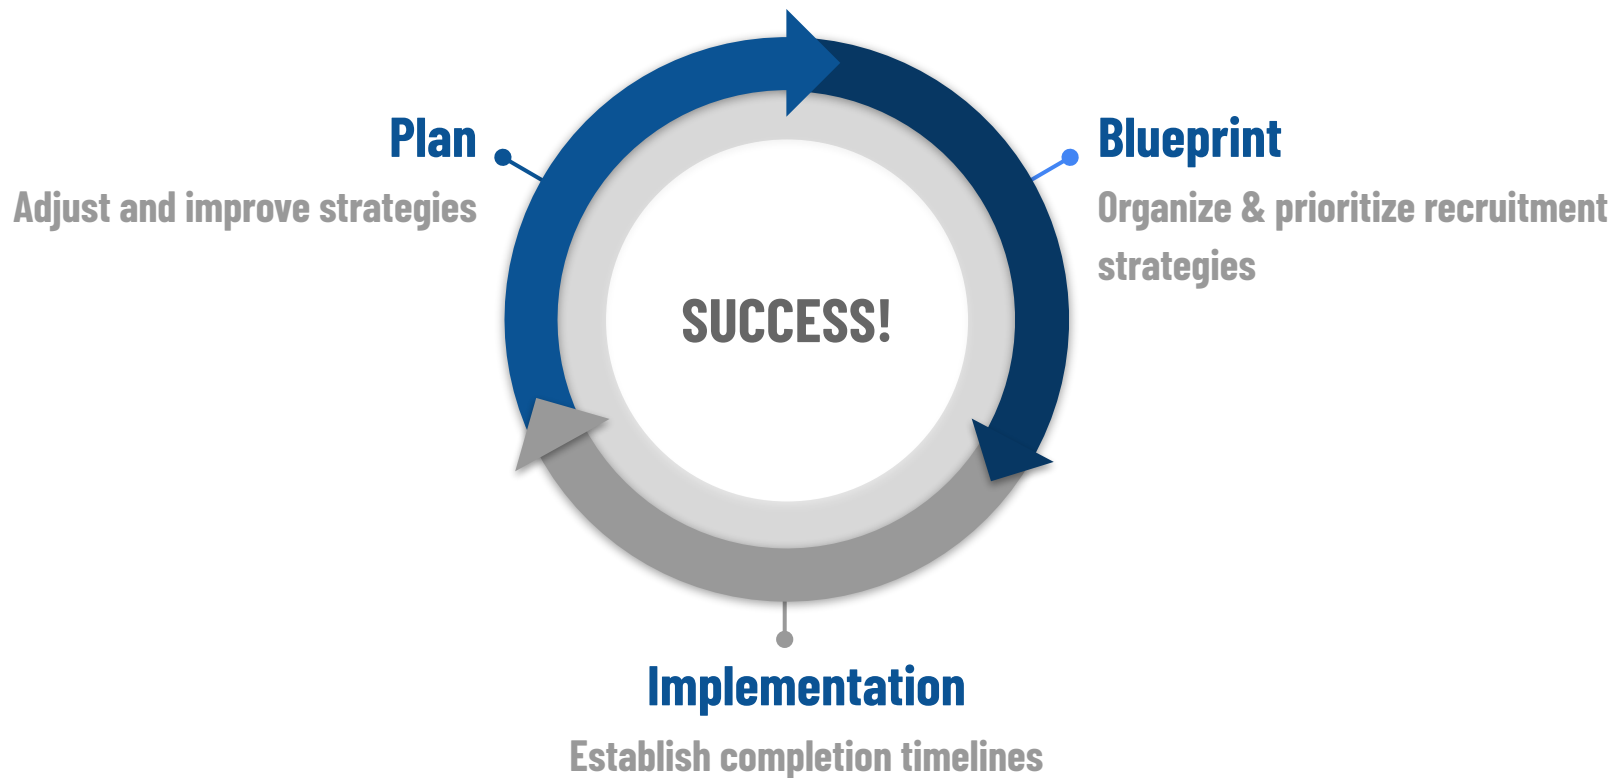 Plan
Adjust and improve strategies
Blueprint
Organize & prioritize recruitment
strategies
SUCCESS!
Implementation
Establish completion timelines